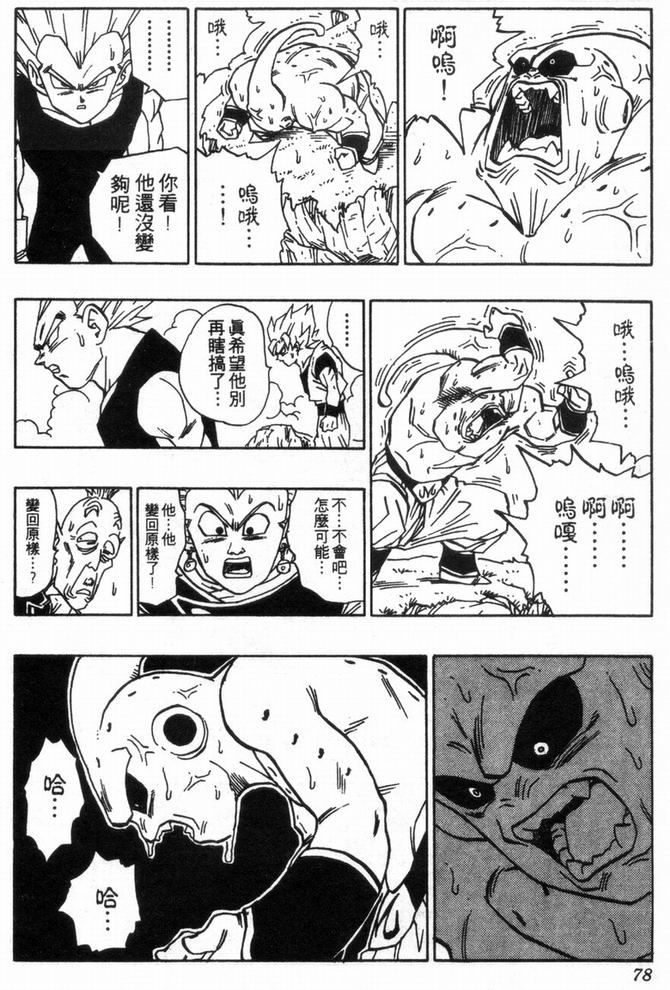 啊嗚！
哦…
嗚哦
…！
………
你看！
他還沒變
夠呢！
哦…嗚哦…
啊……
啊……
嗚嘎…
……
眞希望他別
再瞎搞了…
不…不會吧…
怎麼可能…
他…他
變回原樣了！
變回原樣…？
哈…
哈…
78